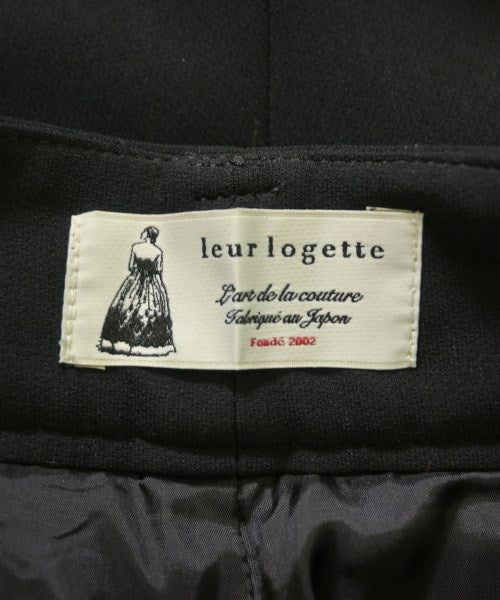 leur logette
L'art de la couture
Fabriqué au Japon
Fondé 2002